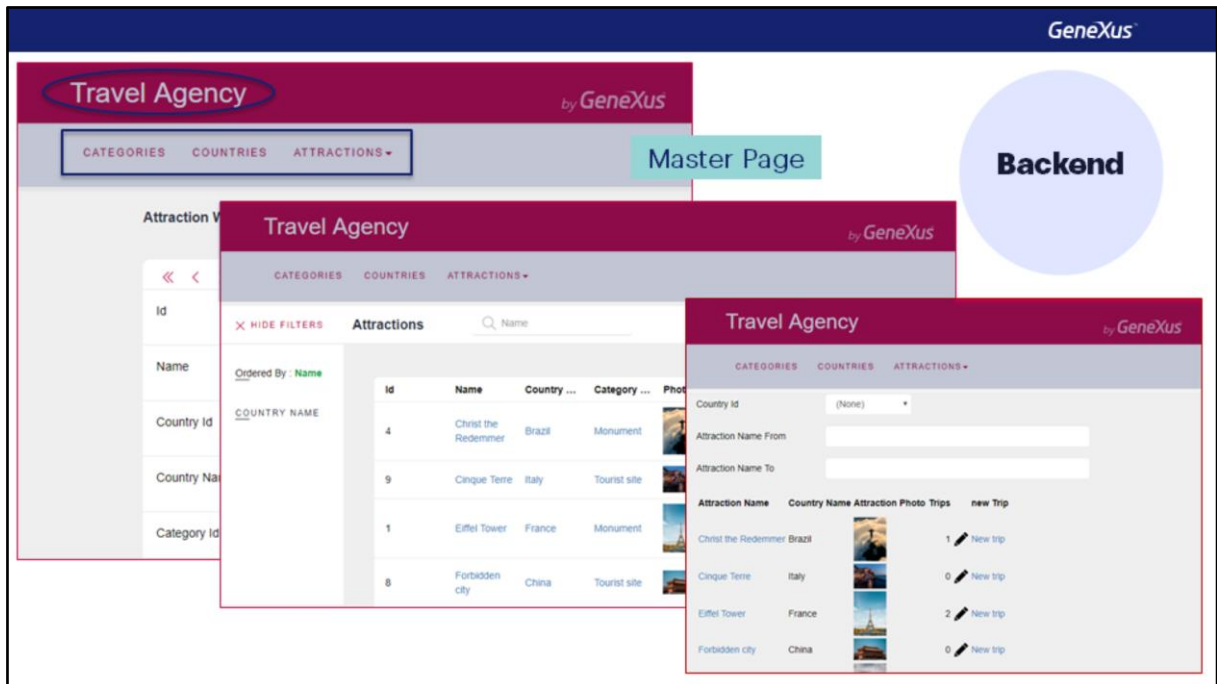 GeneXus
Travel Agency
by GeneXus
CATEGORIES COUNTRIES ATTRACTIONS
Master Page
Backend
Attraction W
Id
Name
Country Id
Country Na
Category Id
Travel Agency
by GeneXus
CATEGORIES COUNTRIES ATTRACTIONS
HIDE FILTERS Attractions Name
Ordered By : Name
COUNTRY NAME
Id Name Country ... Category ... Phot
4 Christ the Brazil Monument
Redemmer
9 Cinque Terre Italy Tourist site
1 Eiffel Tower France Monument
8 Forbidden China Tourist site
city
Travel Agency
by GeneXus
CATEGORIES COUNTRIES ATTRACTIONS
Country Id (None)
Attraction Name From
Attraction Name To
Attraction Name Country Name Attraction Photo Trips new Trip
Christ the Redemmer Brazil 1 New trip
Cinque Terre Italy 0 New trip
Eiffel Tower France 2 New trip
Forbidden city China 0 New trip